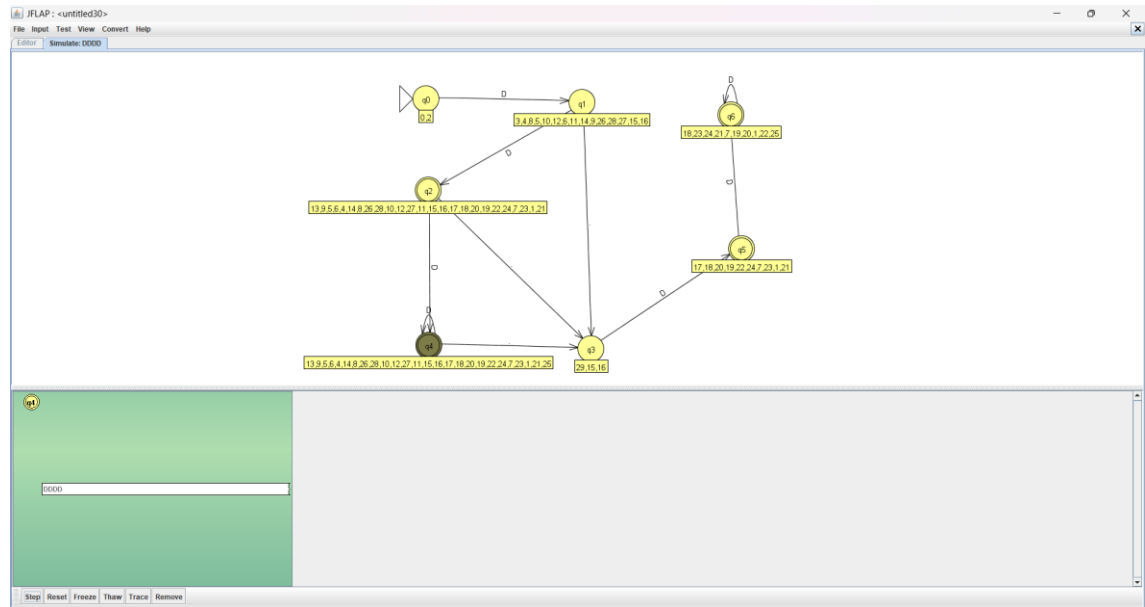 JFLAP : <untitled30>
File Input Test View Convert Help
Editor Simulate: DDDD
D
q0
0,2
D
q1
3,4,8,5,10,12,6,11,14,9,26,28,27,15,16
D
q6
18,23,24,21,7,19,20,1,22,25
D
q2
13,9,5,6,4,14,8,26,28,10,12,27,11,15,16,17,18,20,19,22,24,7,23,1,21
D
q5
17,18,20,19,22,24,7,23,1,21
D
D
D
q4
13,9,5,6,4,14,8,26,28,10,12,27,11,15,16,17,18,20,19,22,24,7,23,1,21,25
q3
29,15,16
q4
DDDD
Step Reset Freeze Thaw Trace Remove